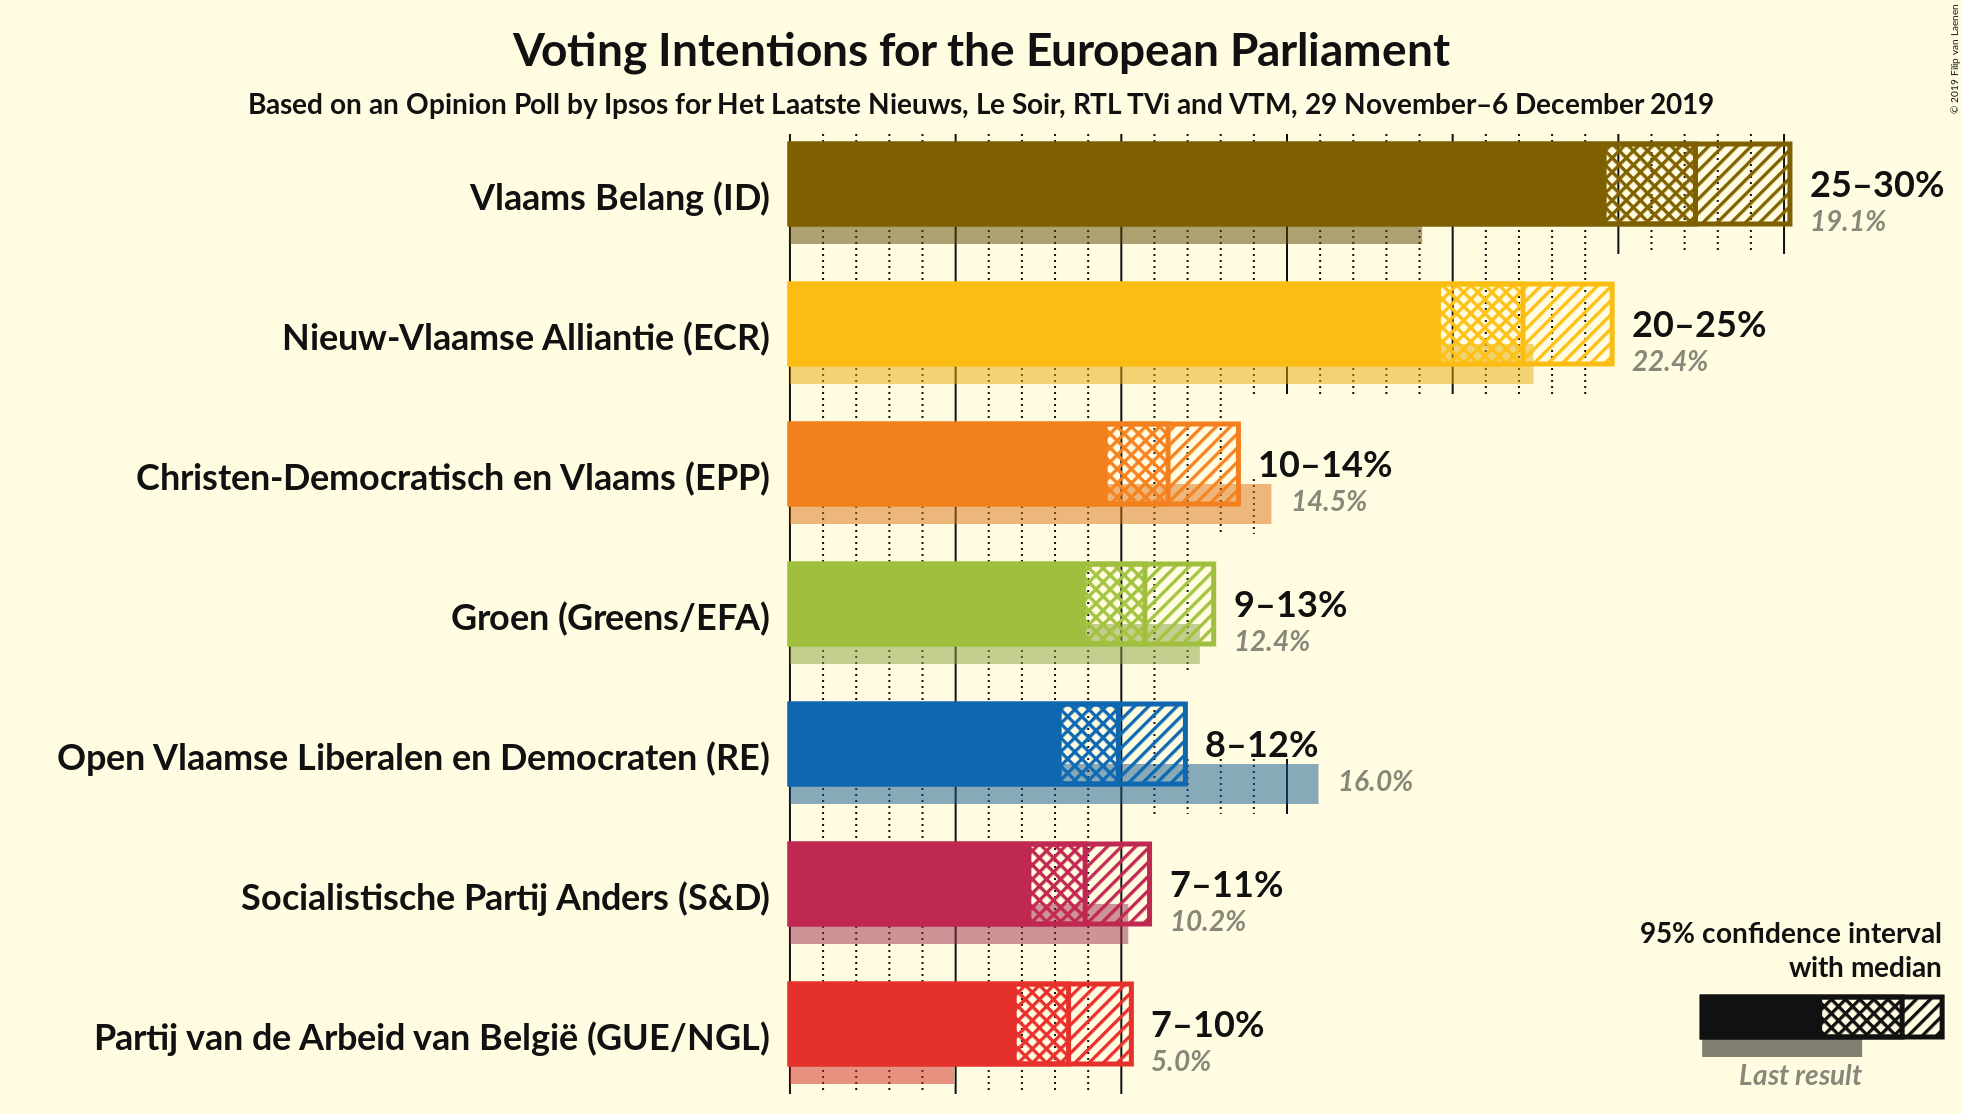 Voting Intentions for the European Parliament
Based on an Opinion Poll by Ipsos for Het Laatste Nieuws, Le Soir, RTL TVi and VTM, 29 November–6 December 2019
© 2019 Filip van Laenen
Vlaams Belang (ID)
25–30%
19.1%
Nieuw-Vlaamse Alliantie (ECR)
20–25%
22.4%
Christen-Democratisch en Vlaams (EPP)
10–14%
14.5%
Groen (Greens/EFA)
9–13%
12.4%
Open Vlaamse Liberalen en Democraten (RE)
8–12%
16.0%
Socialistische Partij Anders (S&D)
7–11%
10.2%
Partij van de Arbeid van België (GUE/NGL)
7–10%
5.0%
95% confidence interval
with median
Last result